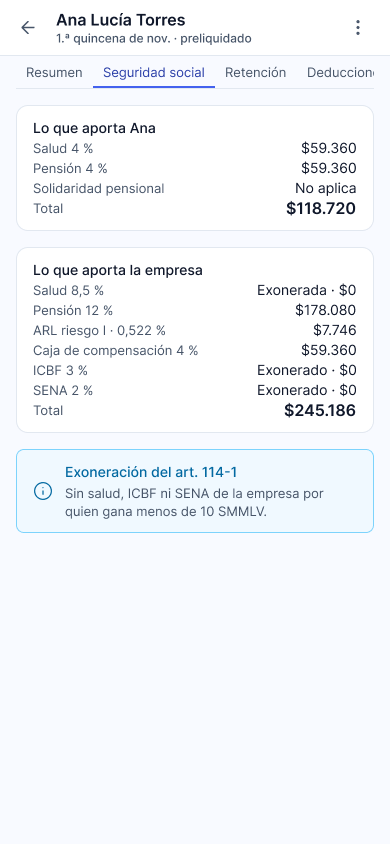 Ana Lucía Torres
1.ª quincena de nov. · preliquidado
Resumen Seguridad social Retención Deduccion
Lo que aporta Ana
Salud 4 % $59.360
Pensión 4 % $59.360
Solidaridad pensional No aplica
Total $118.720
Lo que aporta la empresa
Salud 8,5 % Exonerada · $0
Pensión 12 % $178.080
ARL riesgo I · 0,522 % $7.746
Caja de compensación 4 % $59.360
ICBF 3 % Exonerado · $0
SENA 2 % Exonerado · $0
Total $245.186
Exoneración del art. 114-1
Sin salud, ICBF ni SENA de la empresa por
quien gana menos de 10 SMMLV.